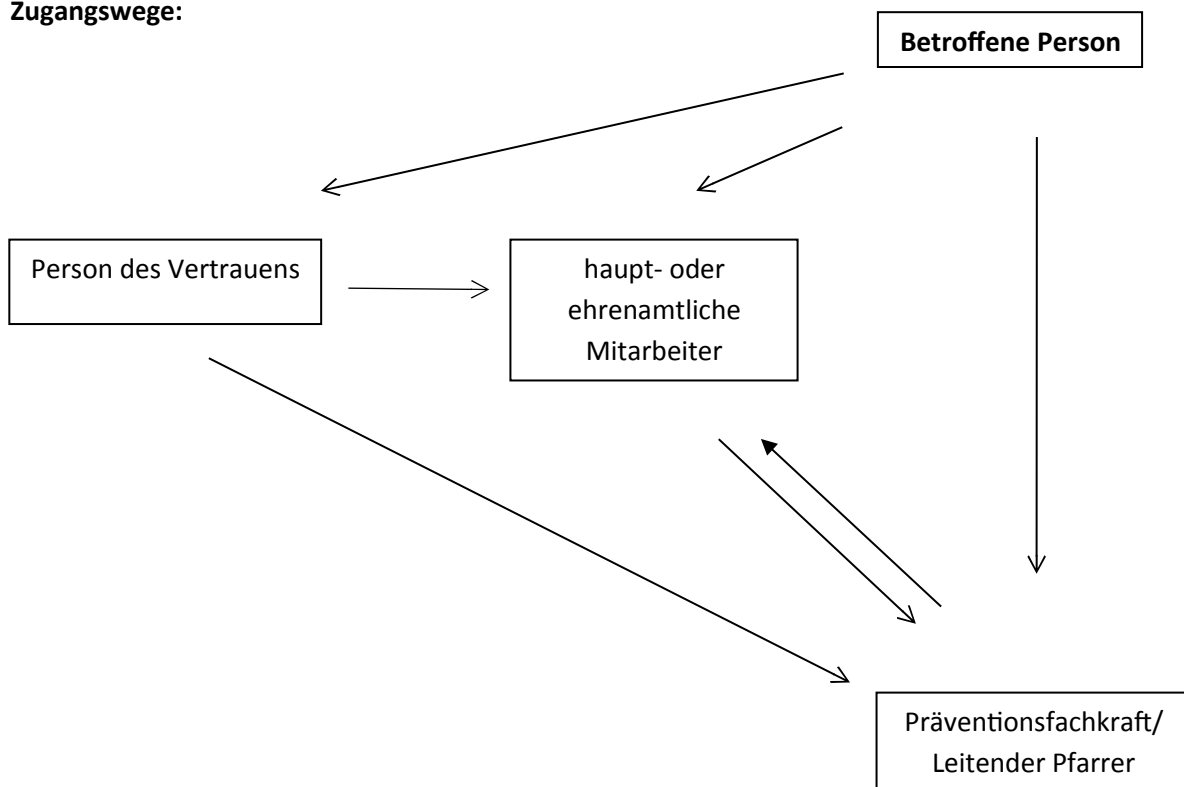 Zugangswege:
Betroffene Person
Person des Vertrauens
haupt- oder
ehrenamtliche
Mitarbeiter
Präventionsfachkraft/
Leitender Pfarrer